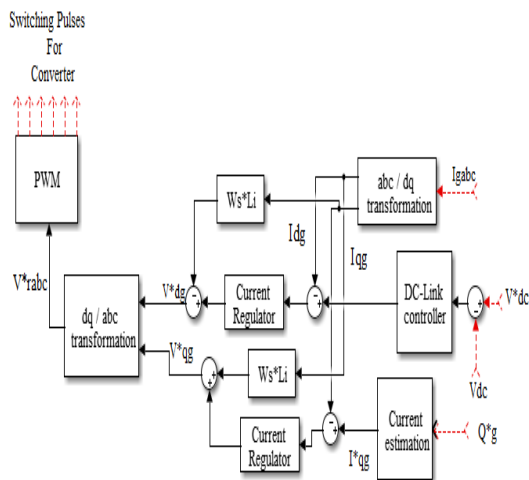 Switching Pulses
For
Converter
PWM
Ws*Li
abc / dq
transformation
Igabc
Idg
Iqg
V*rabc
dq / abc
transformation
V*dg
Current
Regulator
DC-Link
controller
V*dc
Vdc
V*qg
Ws*Li
Current
Regulator
I*qg
Current
estimation
Q*g